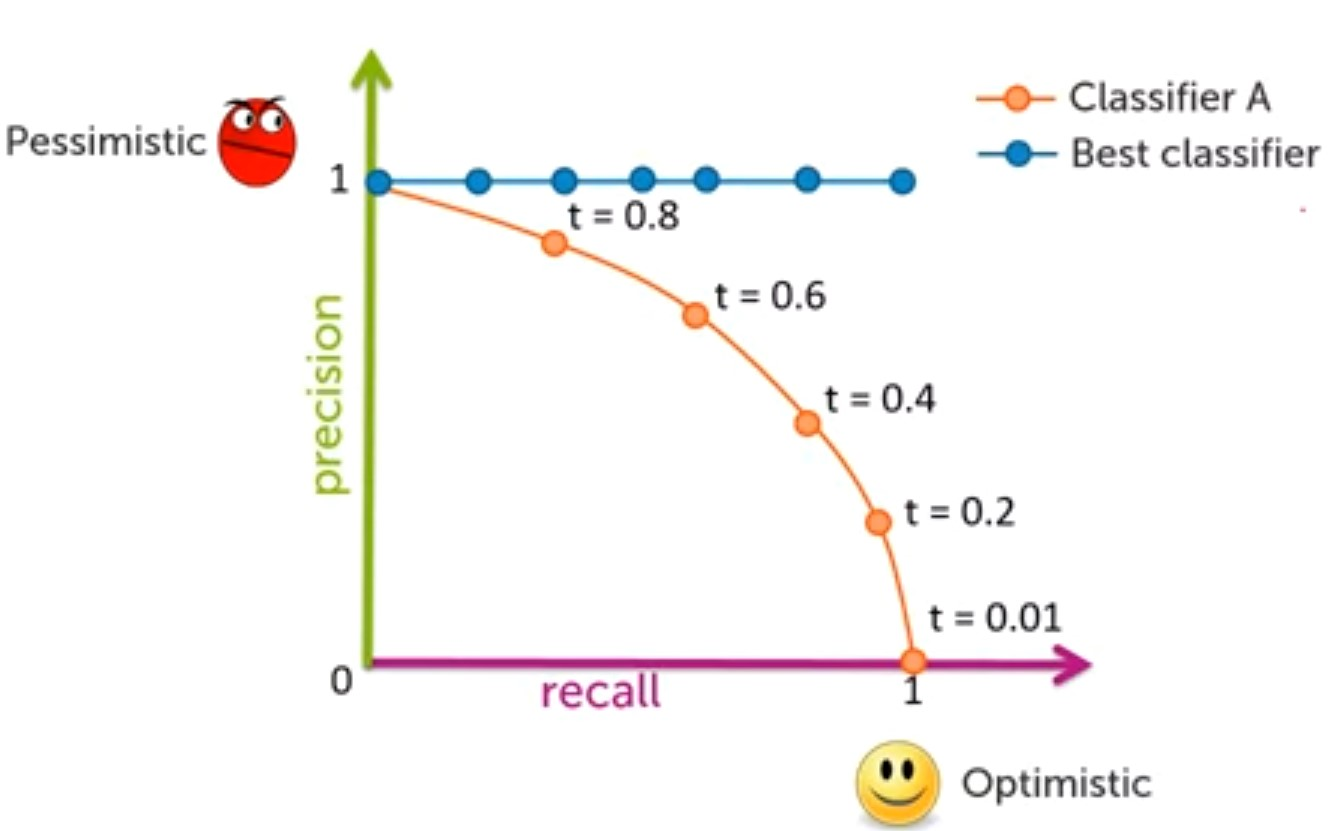 Pessimistic
Classifier A
Best classifier
1
t = 0.8
t = 0.6
precision
t = 0.4
t = 0.2
t = 0.01
0
recall
1
Optimistic